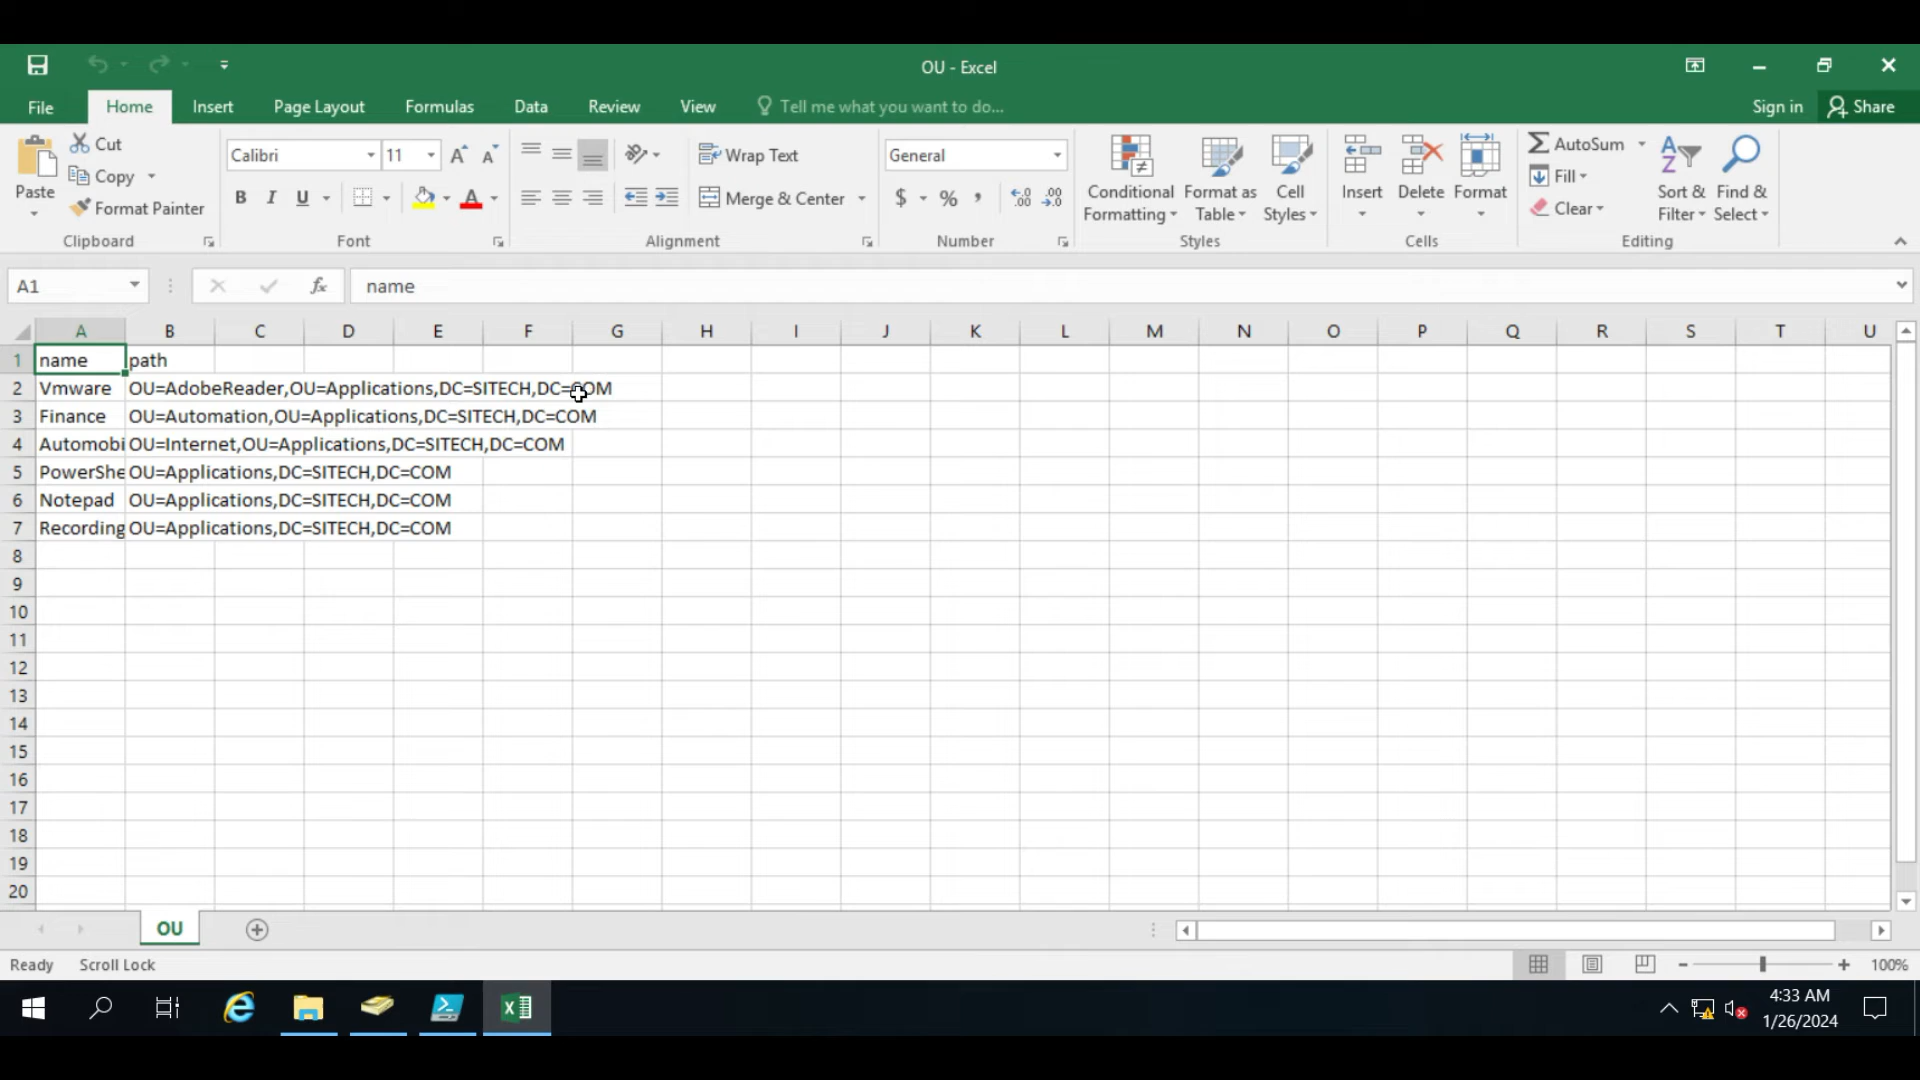 OU - Excel
File Home Insert Page Layout Formulas Data Review View Tell me what you want to do... Sign in Share
Paste
Cut
Copy
Format Painter
Clipboard
Calibri 11
B I U
Font
Wrap Text
Merge & Center
Alignment
General
$ % ,
Number
Conditional Formatting
Format as Table
Cell Styles
Styles
Insert
Delete
Format
Cells
AutoSum
Fill
Clear
Sort & Filter
Find & Select
Editing
A1 fx name
A B C D E F G H I J K L M N O P Q R S T U
1 name path
2 Vmware OU=AdobeReader,OU=Applications,DC=SITECH,DC=COM
3 Finance OU=Automation,OU=Applications,DC=SITECH,DC=COM
4 Automobi OU=Internet,OU=Applications,DC=SITECH,DC=COM
5 PowerShe OU=Applications,DC=SITECH,DC=COM
6 Notepad OU=Applications,DC=SITECH,DC=COM
7 Recording OU=Applications,DC=SITECH,DC=COM
8
9
10
11
12
13
14
15
16
17
18
19
20
OU
Ready Scroll Lock 100%
4:33 AM
1/26/2024